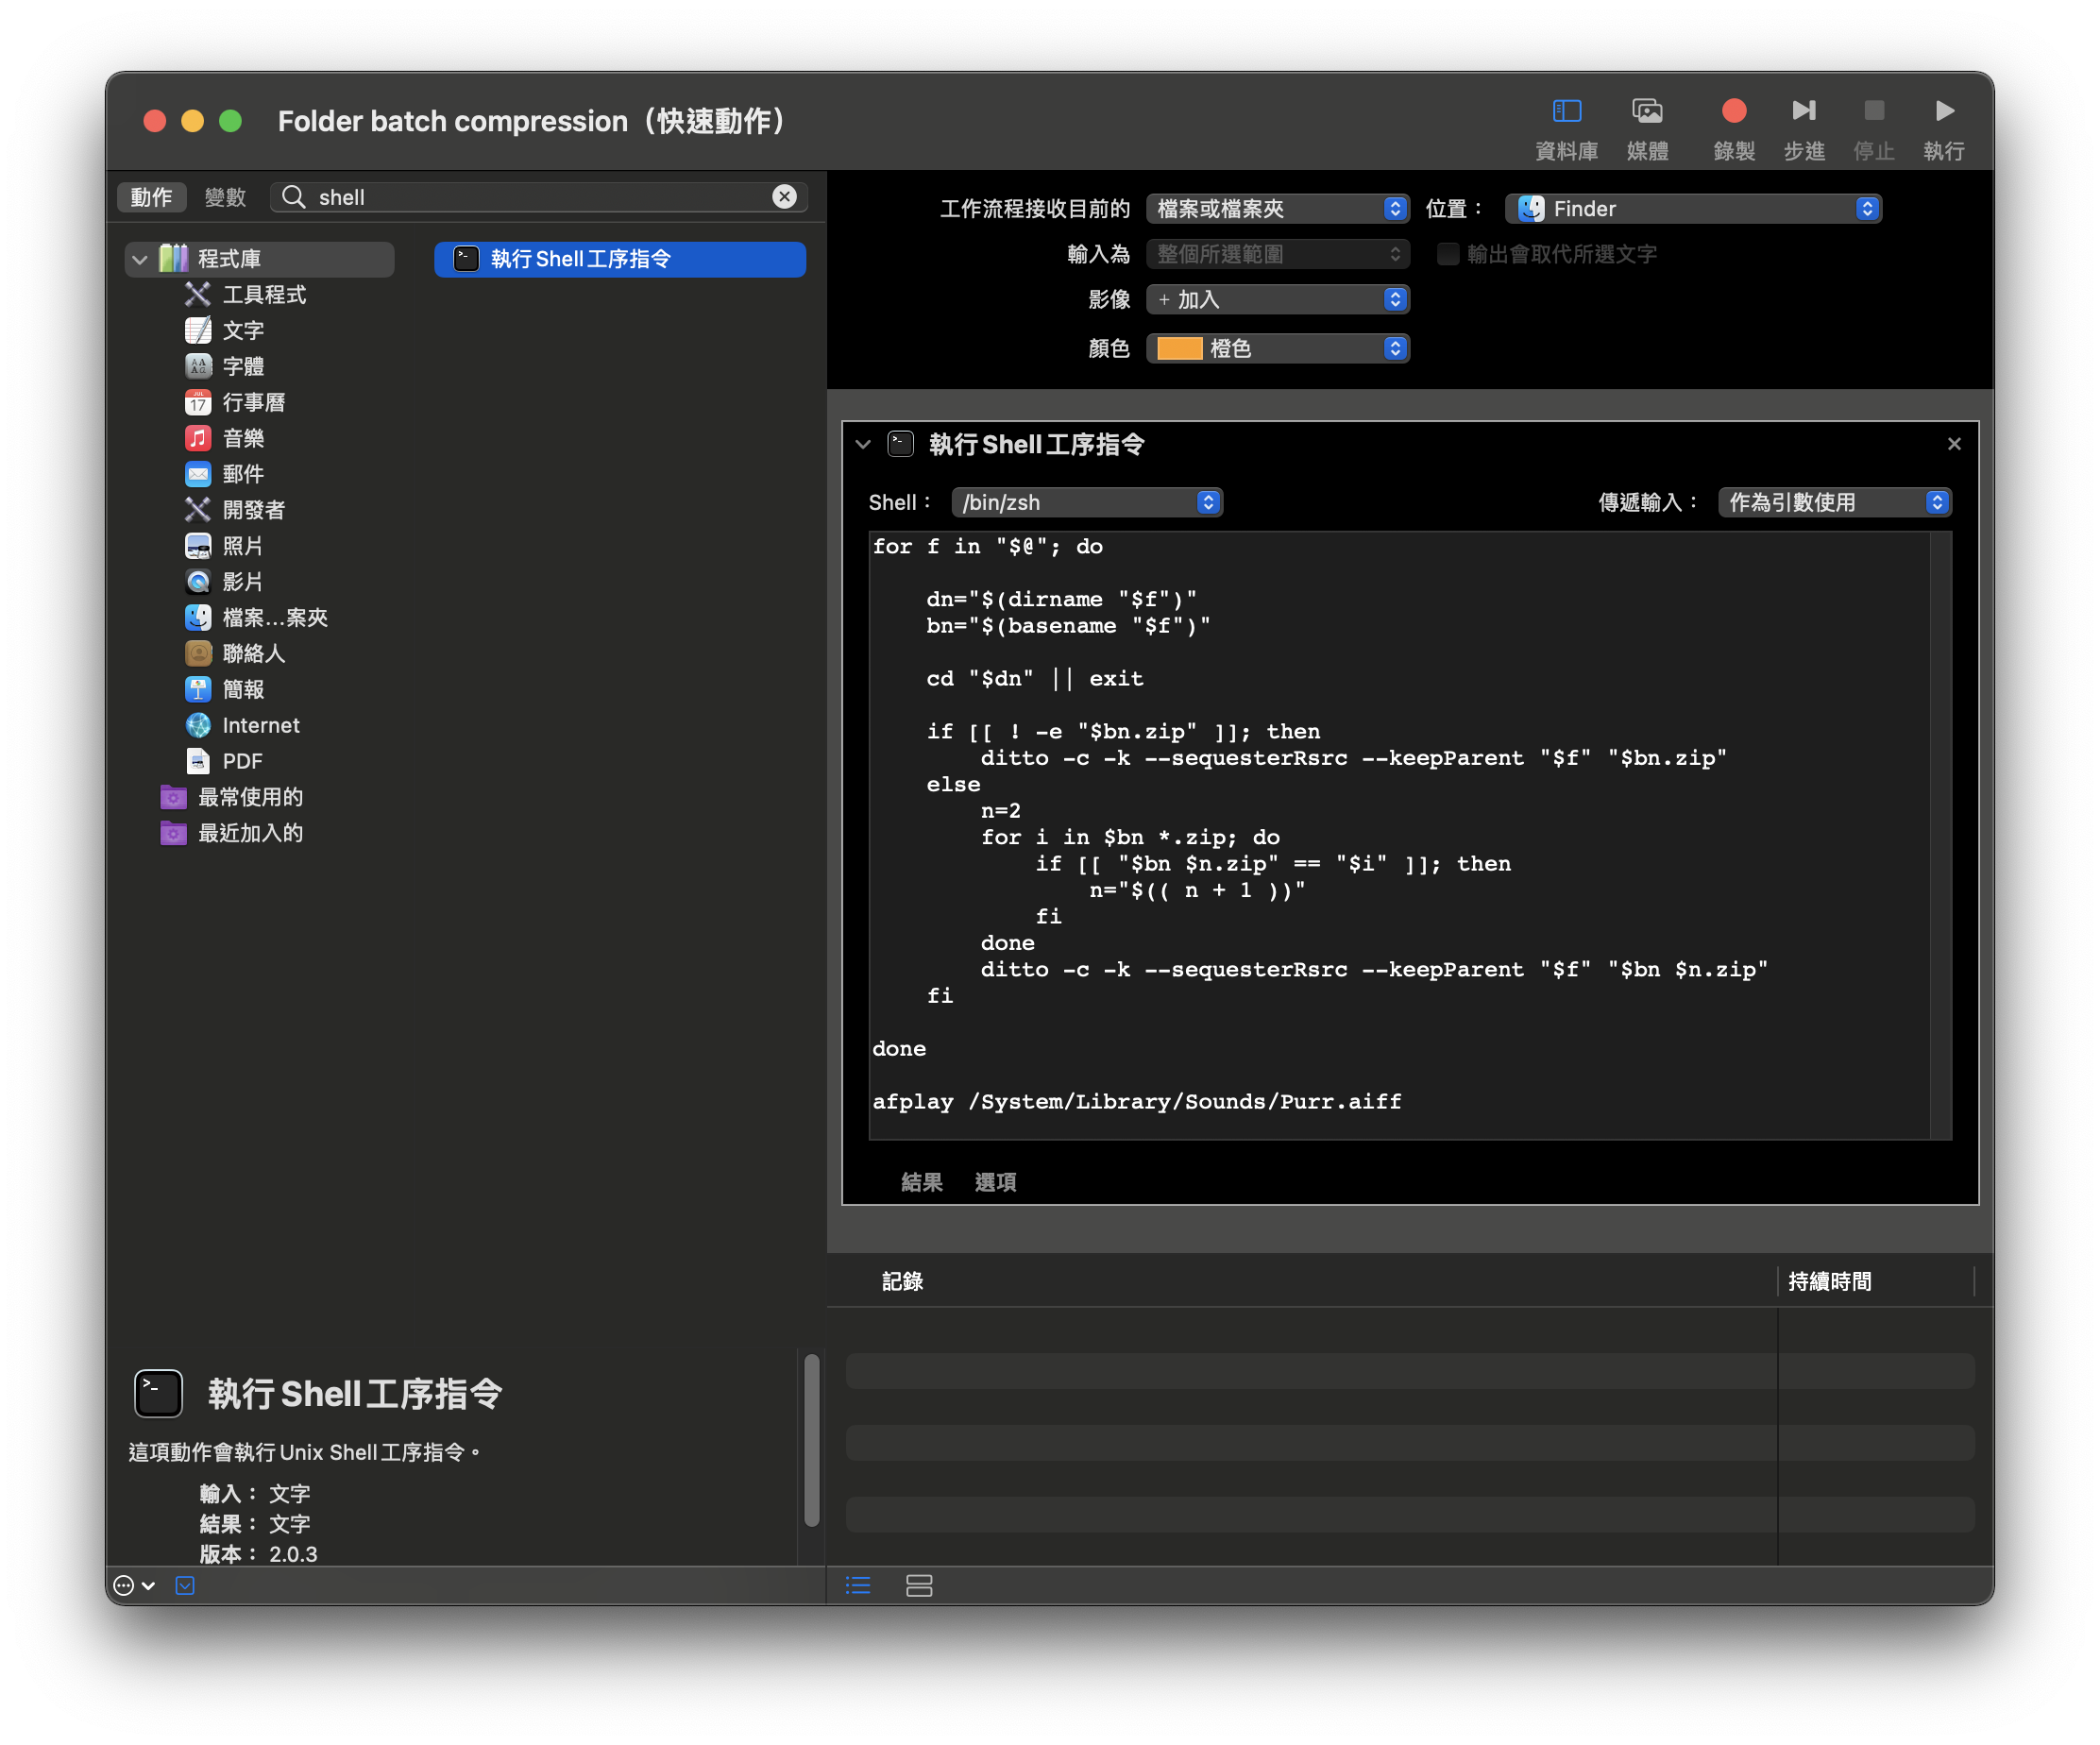 Folder batch compression（快速動作）
資料庫
媒體
錄製
步進
停止
執行
動作
變數
shell
程式庫
工具程式
文字
字體
行事曆
音樂
郵件
開發者
照片
影片
檔案…案夾
聯絡人
簡報
Internet
PDF
最常使用的
最近加入的
執行 Shell 工序指令
工作流程接收目前的 檔案或檔案夾 位置： Finder
輸入為 整個所選範圍 輸出會取代所選文字
影像 + 加入
顏色 橙色
執行 Shell 工序指令
Shell： /bin/zsh 傳遞輸入： 作為引數使用
for f in "$@"; do
dn="$(dirname "$f")"
bn="$(basename "$f")"
cd "$dn" || exit
if [[ ! -e "$bn.zip" ]]; then
ditto -c -k --sequesterRsrc --keepParent "$f" "$bn.zip"
else
n=2
for i in $bn *.zip; do
if [[ "$bn $n.zip" == "$i" ]]; then
n="$(( n + 1 ))"
fi
done
ditto -c -k --sequesterRsrc --keepParent "$f" "$bn $n.zip"
fi
done
afplay /System/Library/Sounds/Purr.aiff
結果 選項
記錄 持續時間
執行 Shell 工序指令
這項動作會執行 Unix Shell 工序指令。
輸入： 文字
結果： 文字
版本： 2.0.3